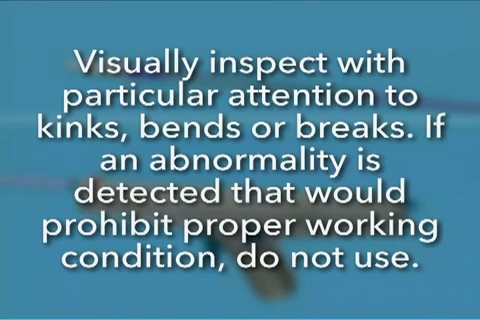 Visually inspect with
particular attention to
kinks, bends or breaks. If
an abnormality is
detected that would
prohibit proper working
condition, do not use.